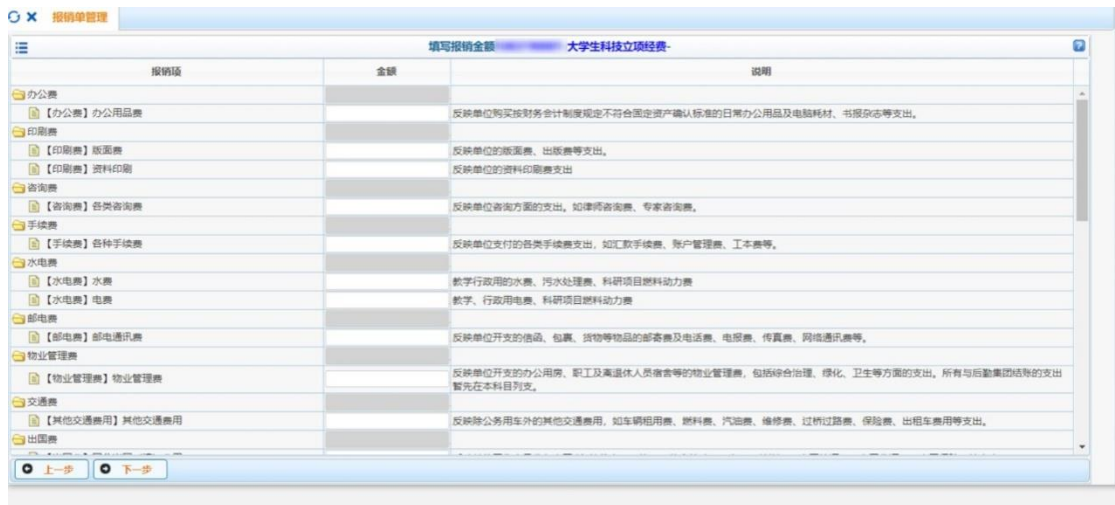 报销单管理
填写报销金额 大学生科技立项经费-
报销项 金额 说明
办公费
【办公费】办公用品费 反映单位购买按财务会计制度规定不符合固定资产确认标准的日常办公用品及电脑耗材、书报杂志等支出。
印刷费
【印刷费】版面费 反映单位的版面费、出版费等支出。
【印刷费】资料印刷 反映单位的资料印刷费支出
咨询费
【咨询费】各类咨询费 反映单位咨询方面的支出。如律师咨询费、专家咨询费。
手续费
【手续费】各种手续费 反映单位支付的各类手续费支出，如汇款手续费、账户管理费、工本费等。
水电费
【水电费】水费 教学行政用的水费、污水处理费、科研项目燃料动力费
【水电费】电费 教学、行政用电费、科研项目燃料动力费
邮电费
【邮电费】邮电通讯费 反映单位开支的信函、包裹、货物等物品的邮寄费及电话费、电报费、传真费、网络通讯费等。
物业管理费
【物业管理费】物业管理费 反映单位开支的办公用房、职工及离退休人员宿舍等的物业管理费，包括综合治理、绿化、卫生等方面的支出。所有与后勤集团结账的支出
暂先在本科目列支。
交通费
【其他交通费用】其他交通费用 反映除公务用车外的其他交通费用，如车辆租用费、燃料费、汽油费、维修费、过桥过路费、保险费、出租车费用等支出。
出国费
上一步 下一步